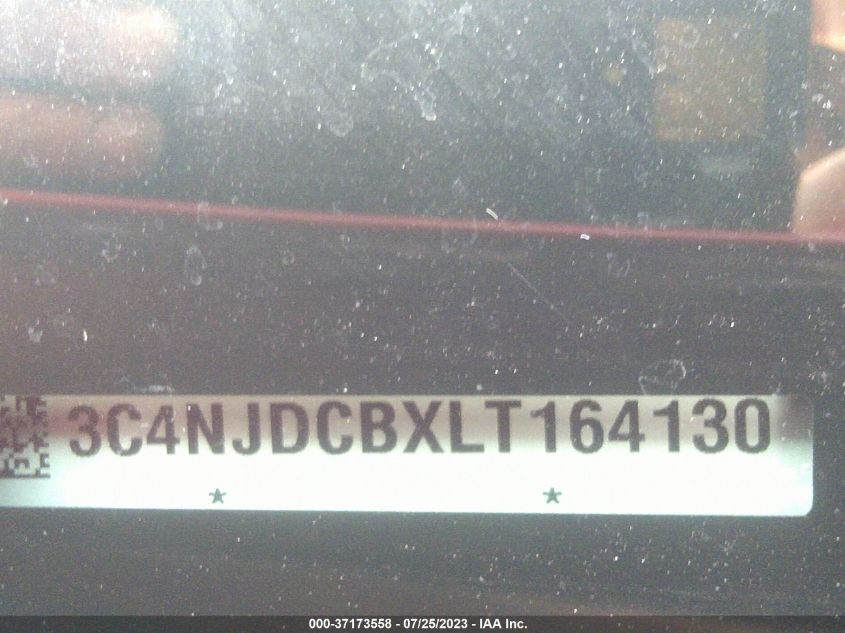 3C4NJDCBXLT164130
000-37173558 - 07/25/2023 - IAA Inc.